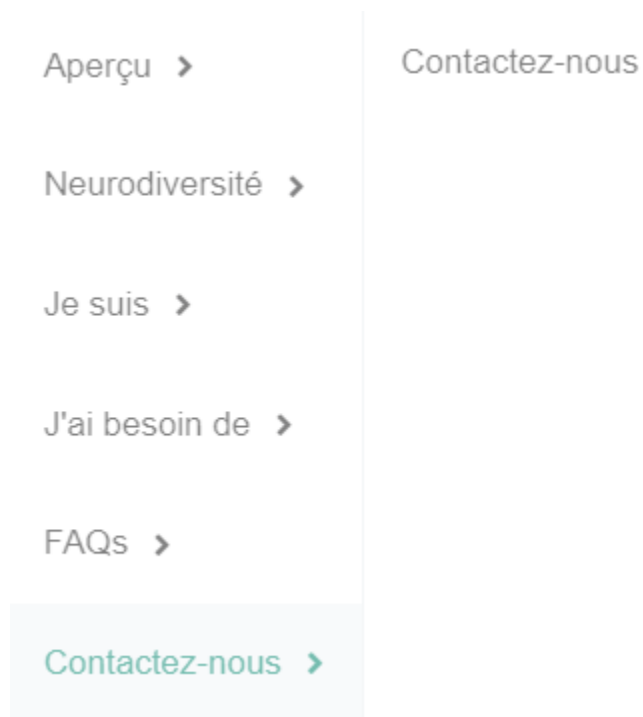 Aperçu
Contactez-nous
Neurodiversité
Je suis
J'ai besoin de
FAQs
Contactez-nous